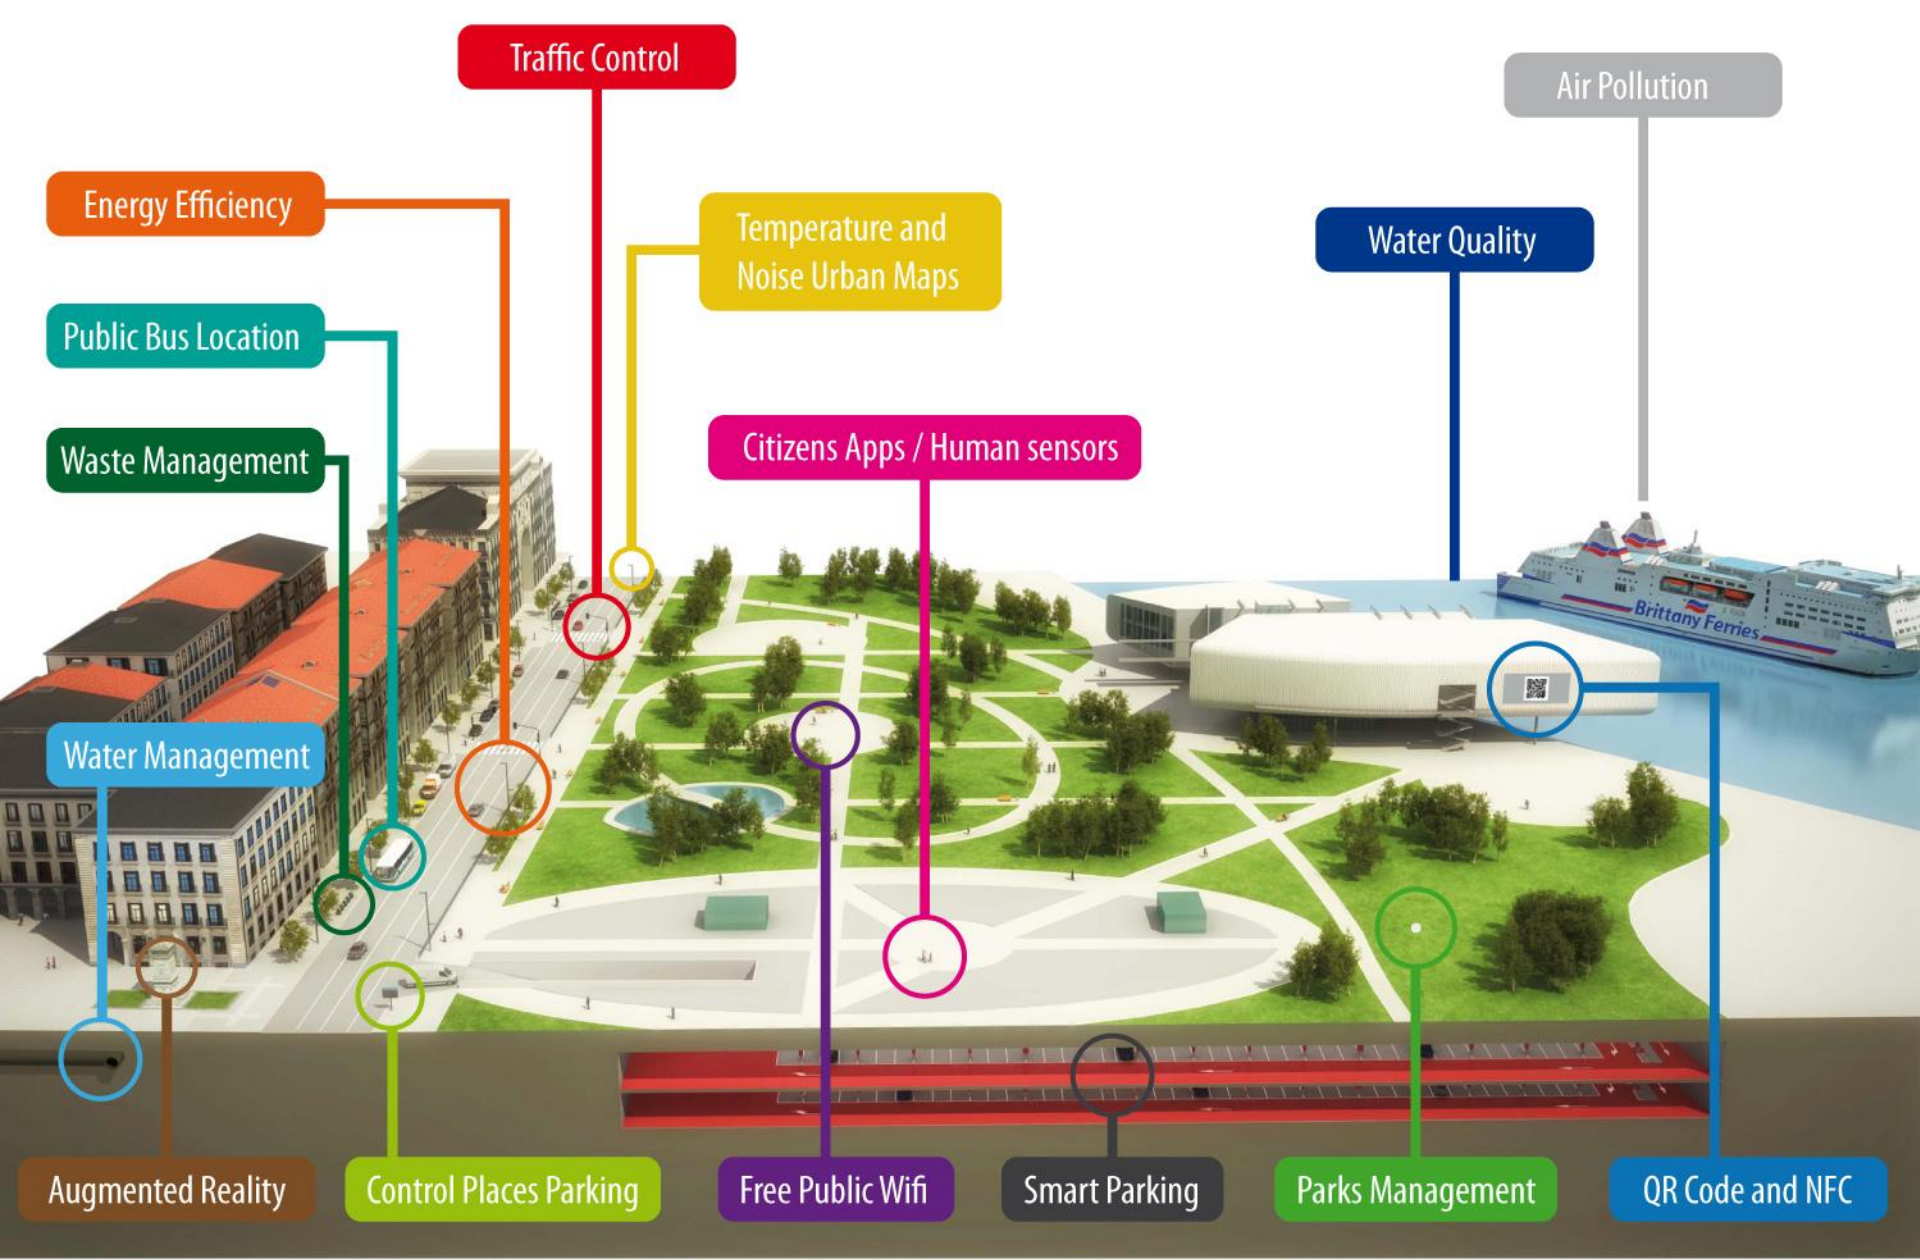 Traffic Control
Air Pollution
Energy Efficiency
Temperature and
Noise Urban Maps
Water Quality
Public Bus Location
Citizens Apps / Human sensors
Waste Management
Brittany Ferries
Water Management
Augmented Reality
Control Places Parking
Free Public Wifi
Smart Parking
Parks Management
QR Code and NFC